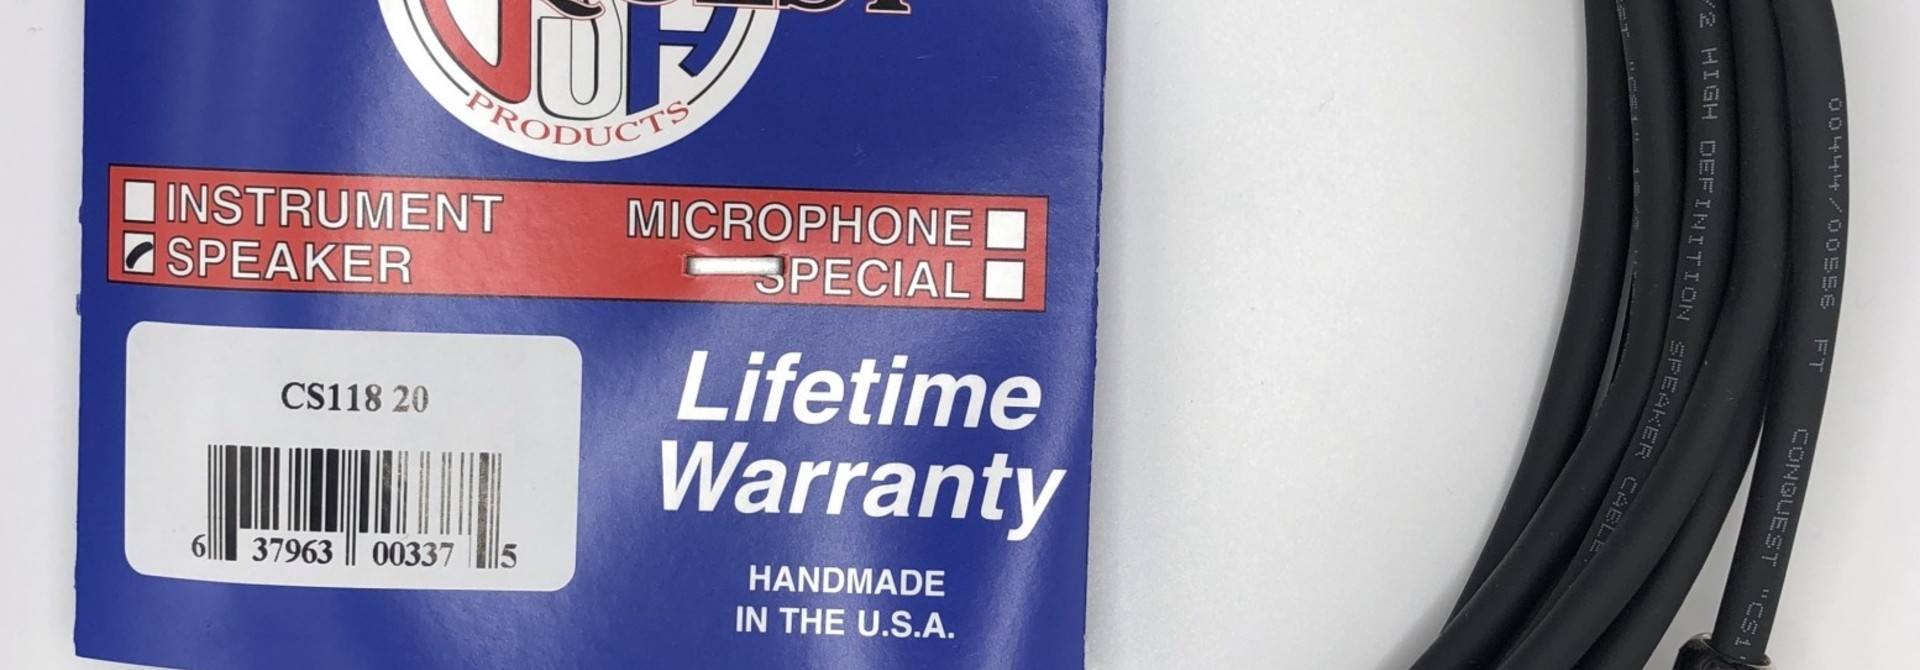 PRODUCTS
INSTRUMENT
SPEAKER
MICROPHONE
SPECIAL
CS118 20
6 37963 00337 5
Lifetime
Warranty
HANDMADE
IN THE U.S.A.
HIGH DEFINITION SPEAKER CABLE
00444/00556 FT CONQUEST